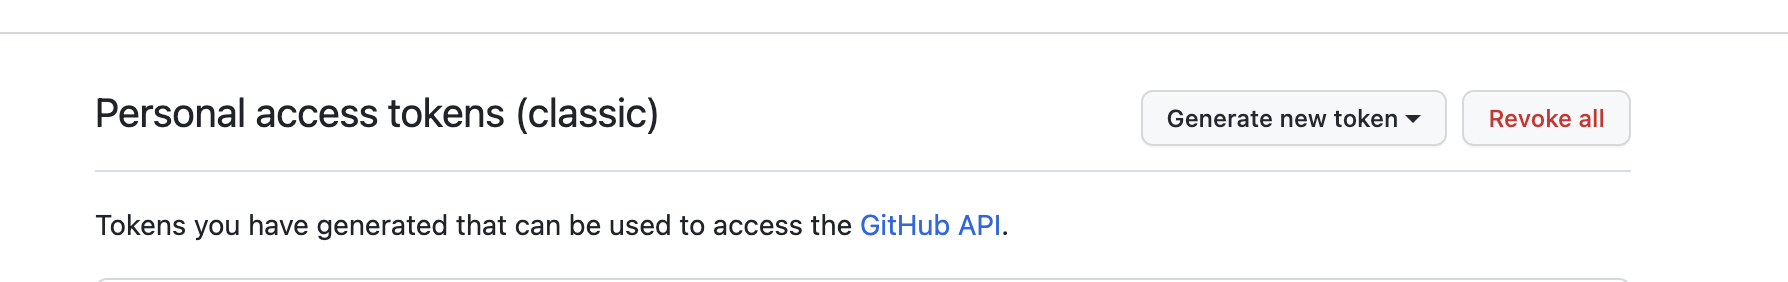 Personal access tokens (classic)
Generate new token
Revoke all
Tokens you have generated that can be used to access the GitHub API.